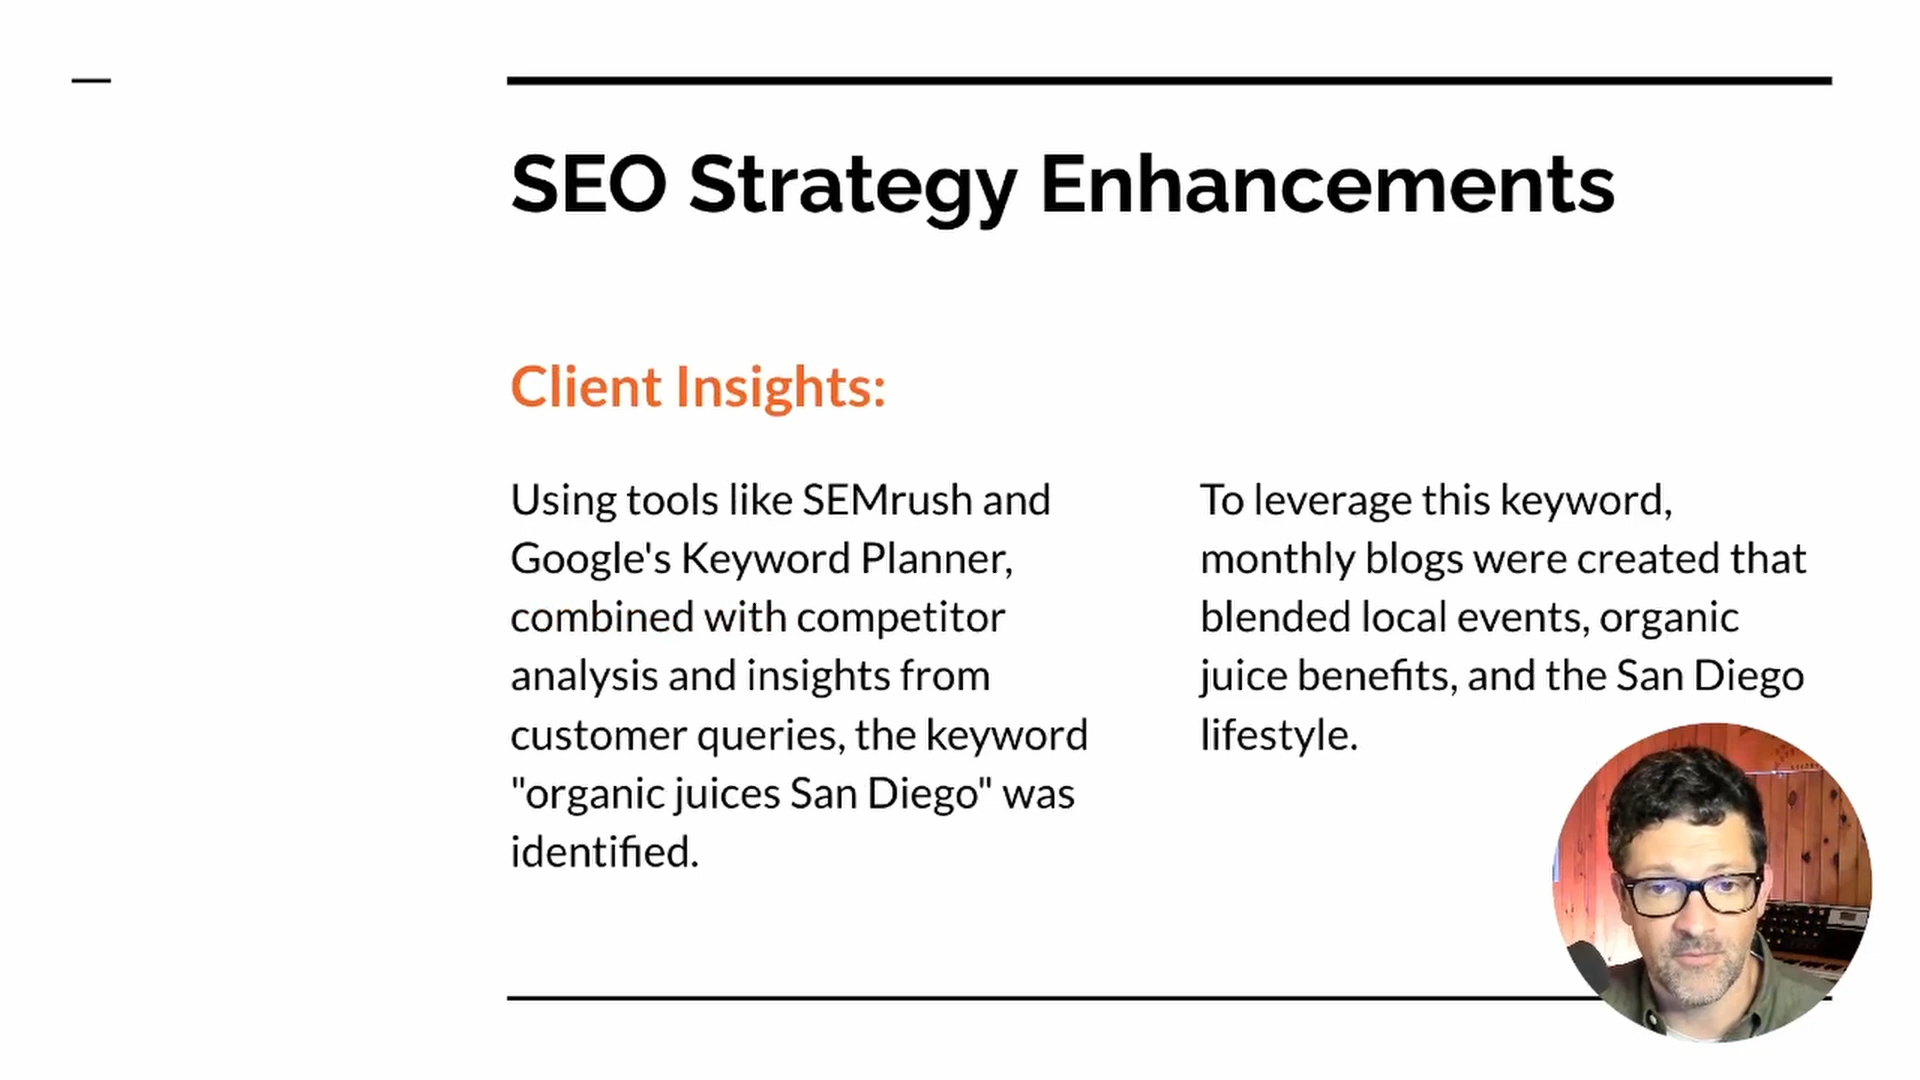 SEO Strategy Enhancements
Client Insights:
Using tools like SEMrush and
Google's Keyword Planner,
combined with competitor
analysis and insights from
customer queries, the keyword
"organic juices San Diego" was
identified.
To leverage this keyword,
monthly blogs were created that
blended local events, organic
juice benefits, and the San Diego
lifestyle.